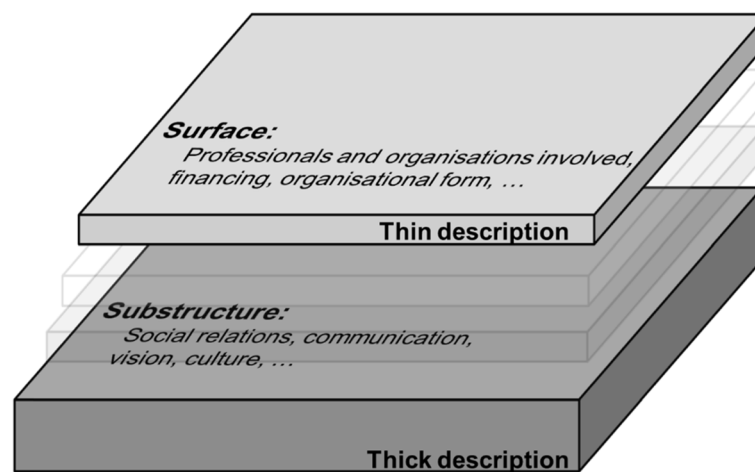 Surface:
Professionals and organisations involved,
financing, organisational form, ...
Thin description
Substructure:
Social relations, communication,
vision, culture, ...
Thick description